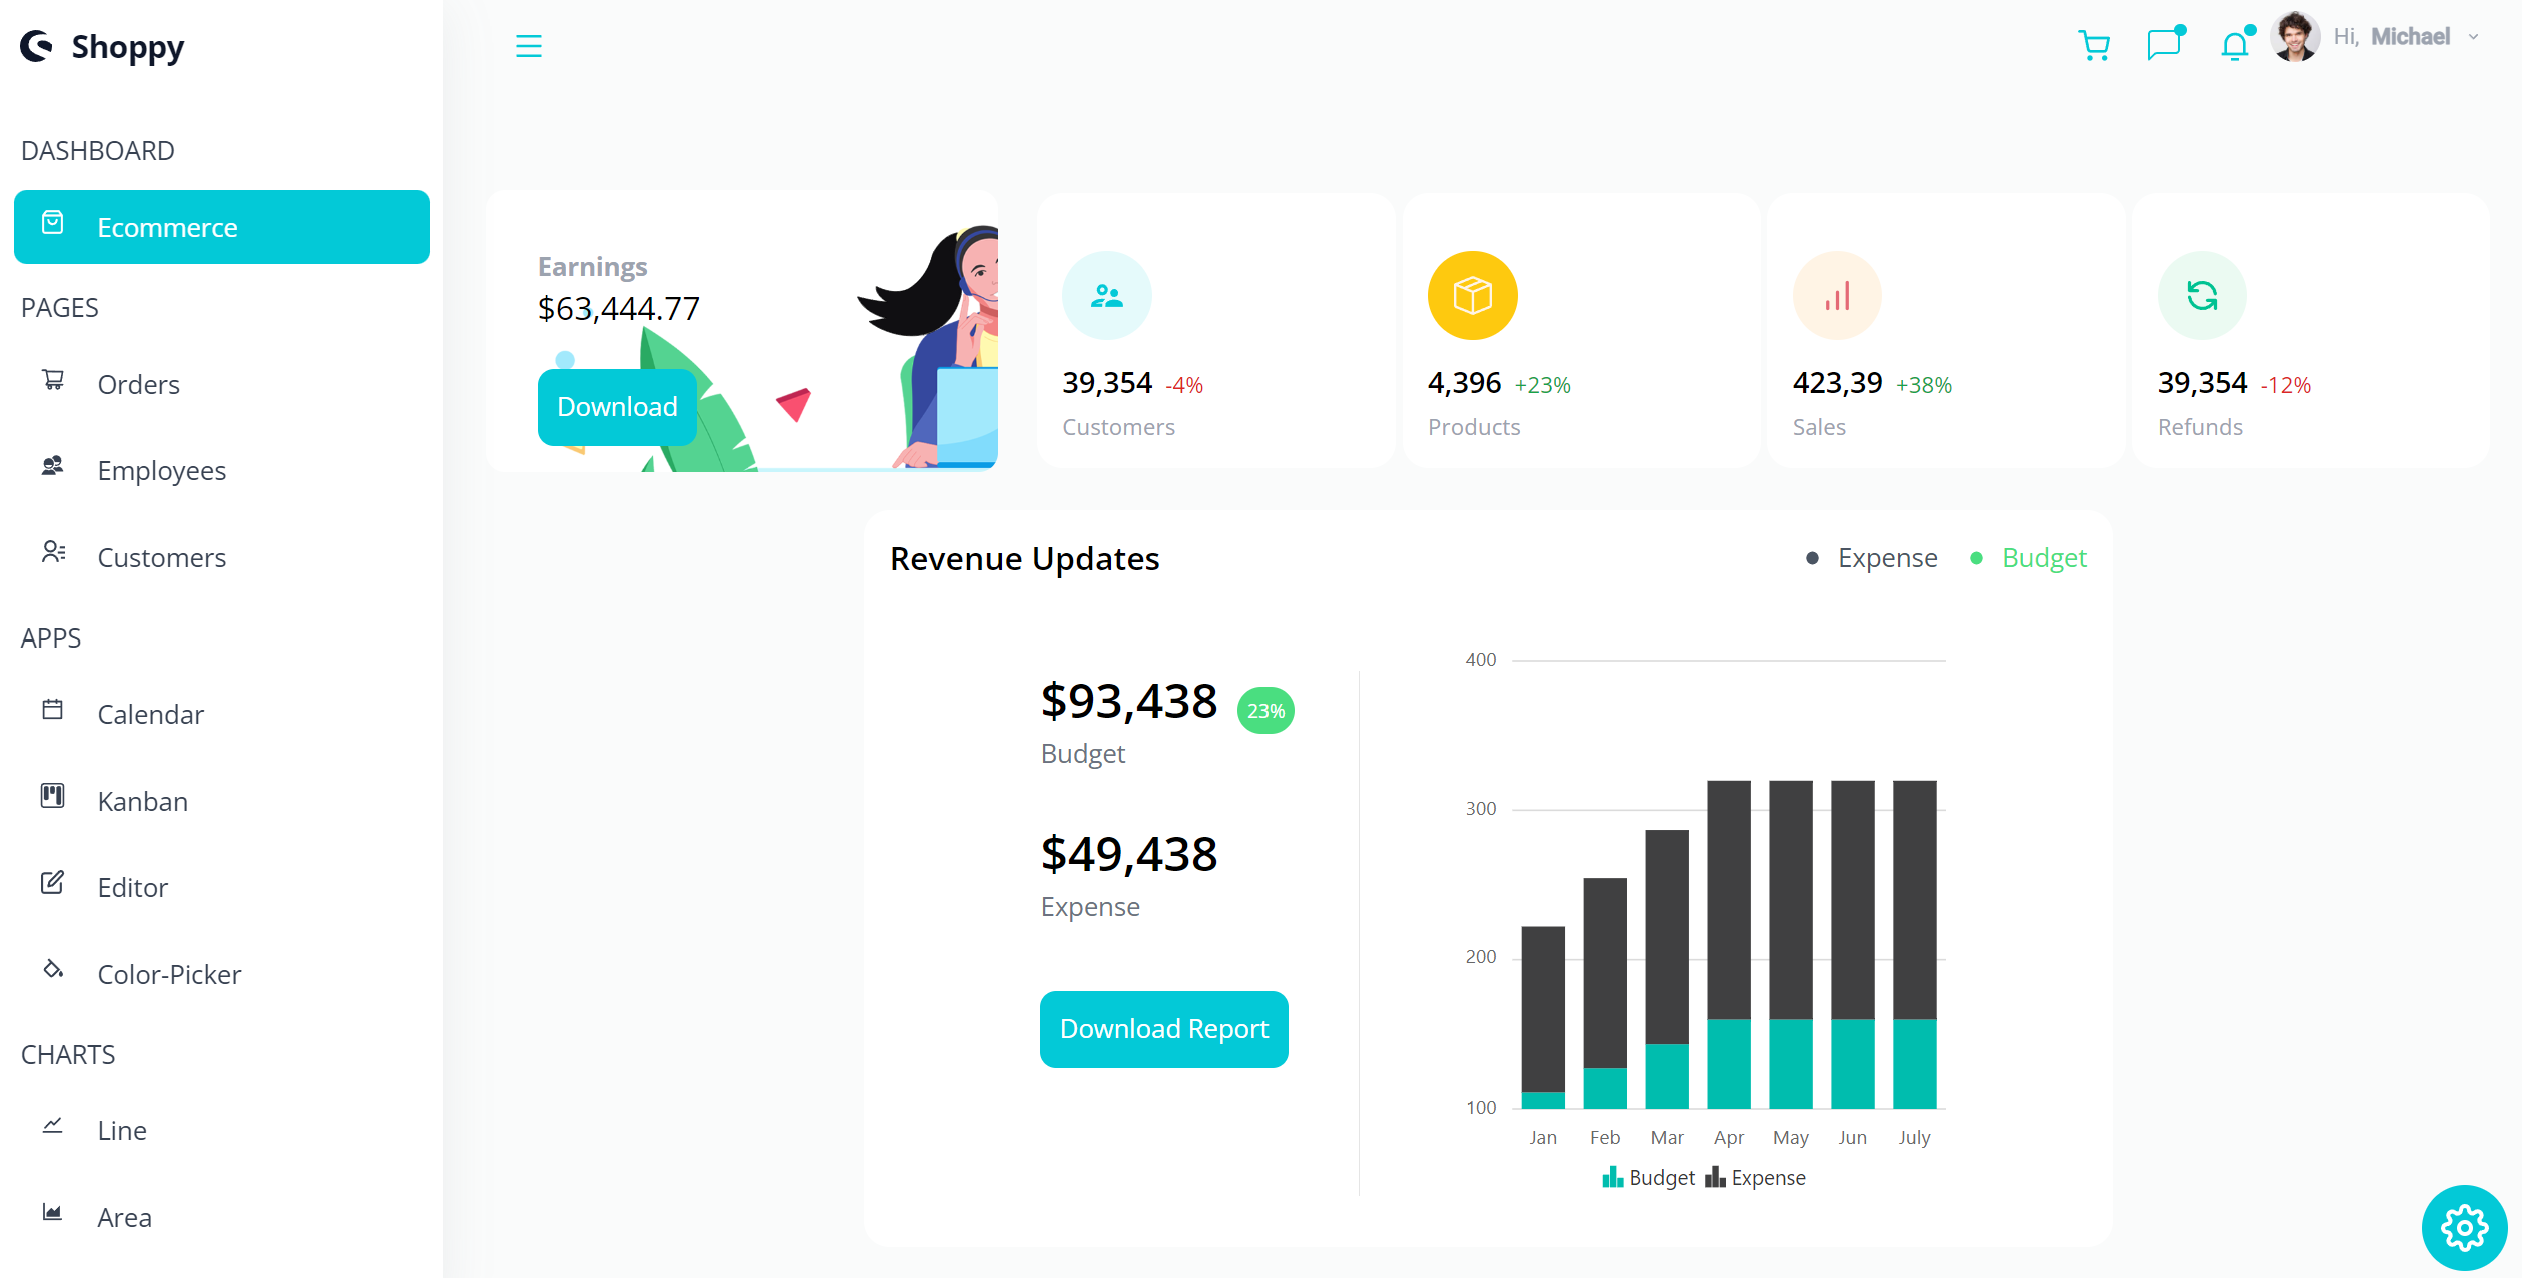 Shoppy
Hi, Michael
DASHBOARD
Ecommerce
PAGES
Orders
Employees
Customers
APPS
Calendar
Kanban
Editor
Color-Picker
CHARTS
Line
Area
Earnings
$63,444.77
Download
39,354 -4%
Customers
4,396 +23%
Products
423,39 +38%
Sales
39,354 -12%
Refunds
Revenue Updates
Expense Budget
$93,438 23%
Budget
$49,438
Expense
Download Report
400
300
200
100
Jan Feb Mar Apr May Jun July
Budget Expense